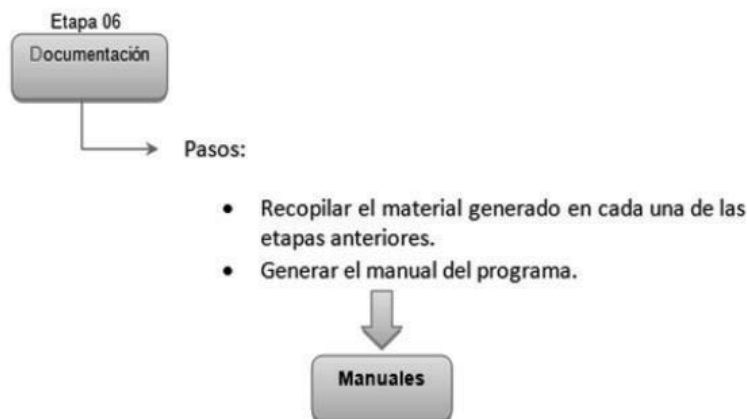 Etapa 06
Documentación
Pasos:
• Recopilar el material generado en cada una de las
etapas anteriores.
• Generar el manual del programa.
Manuales